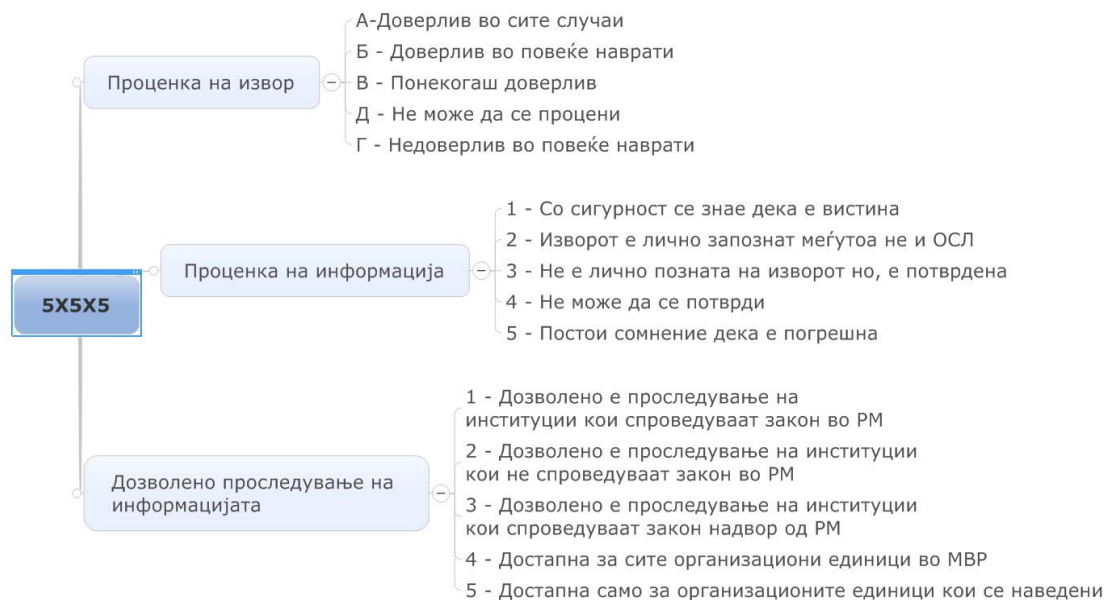 5X5X5
Проценка на извор
А-Доверлив во сите случаи
Б - Доверлив во повеќе наврати
В - Понекогаш доверлив
Д - Не може да се процени
Г - Недоверлив во повеќе наврати
Проценка на информација
1 - Со сигурност се знае дека е вистина
2 - Изворот е лично запознат меѓутоа не и ОСЛ
3 - Не е лично позната на изворот но, е потврдена
4 - Не може да се потврди
5 - Постои сомнение дека е погрешна
Дозволено проследување на
информацијата
1 - Дозволено е проследување на
институции кои спроведуваат закон во РМ
2 - Дозволено е проследување на институции
кои не спроведуваат закон во РМ
3 - Дозволено е проследување на институции
кои спроведуваат закон надвор од РМ
4 - Достапна за сите организациони единици во МВР
5 - Достапна само за организационите единици кои се наведени